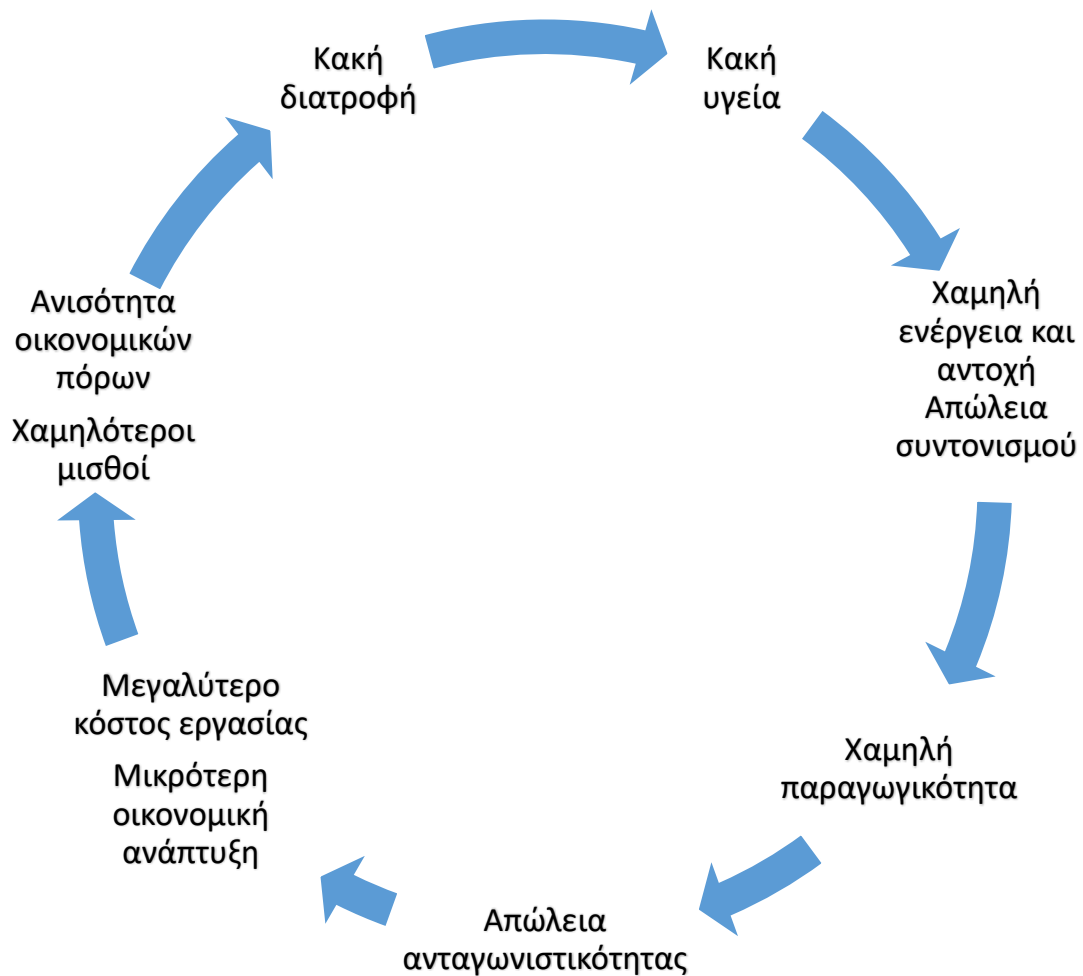 Κακή
διατροφή
Κακή
υγεία
Χαμηλή
ενέργεια και
αντοχή
Απώλεια
συντονισμού
Χαμηλή
παραγωγικότητα
Απώλεια
ανταγωνιστικότητας
Μεγαλύτερο
κόστος εργασίας
Μικρότερη
οικονομική
ανάπτυξη
Ανισότητα
οικονομικών
πόρων
Χαμηλότεροι
μισθοί